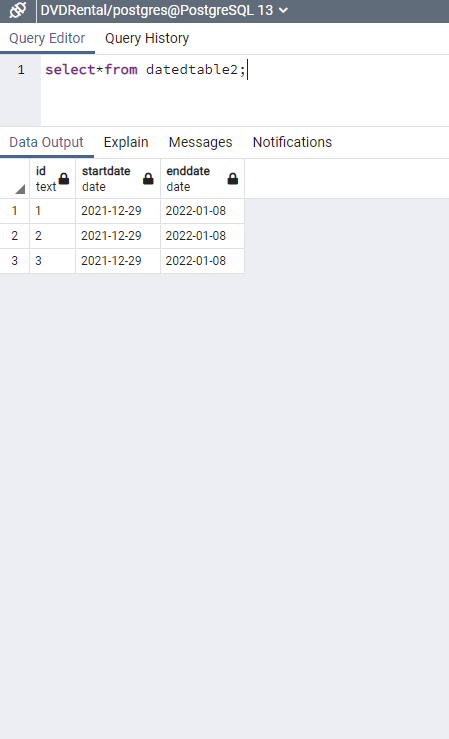 DVDRental/postgres@PostgreSQL 13
Query Editor Query History
1 select*from datedtable2;
Data Output Explain Messages Notifications
id startdate enddate
text date date
1 1 2021-12-29 2022-01-08
2 2 2021-12-29 2022-01-08
3 3 2021-12-29 2022-01-08